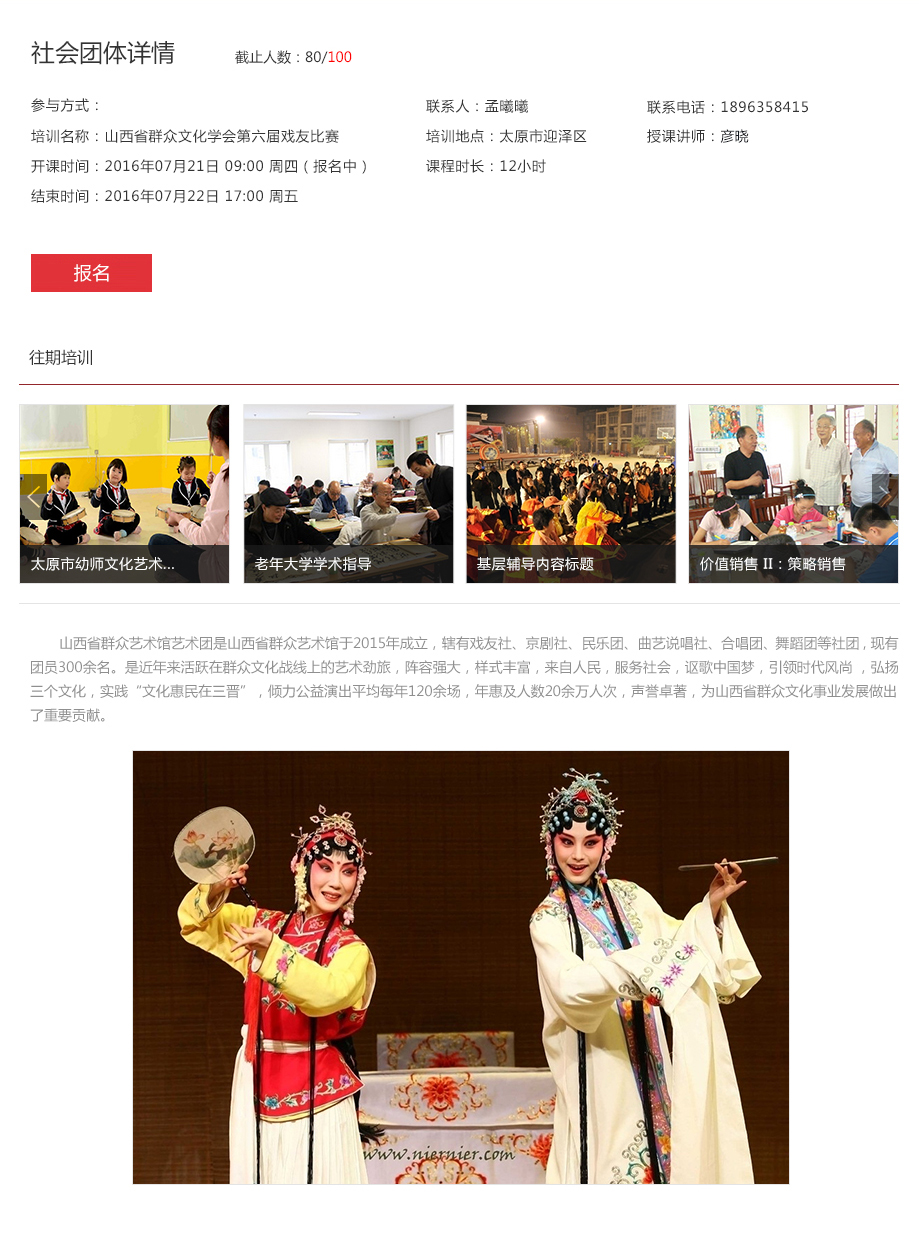 社会团体详情
截止人数：80/100
参与方式：
联系人：孟曦曦
联系电话：1896358415
培训名称：山西省群众文化学会第六届戏友比赛
培训地点：太原市迎泽区
授课讲师：彦晓
开课时间：2016年07月21日 09:00 周四（报名中）
课程时长：12小时
结束时间：2016年07月22日 17:00 周五
报名
往期培训
太原市幼师文化艺术...
老年大学学术指导
基层辅导内容标题
价值销售 II：策略销售
山西省群众艺术馆艺术团是山西省群众艺术馆于2015年成立，辖有戏友社、京剧社、民乐团、曲艺说唱社、合唱团、舞蹈团等社团，现有
团员300余名。是近年来活跃在群众文化战线上的艺术劲旅，阵容强大，样式丰富，来自人民，服务社会，讴歌中国梦，引领时代风尚 ，弘扬
三个文化，实践“文化惠民在三晋”，倾力公益演出平均每年120余场，年惠及人数20余万人次，声誉卓著，为山西省群众文化事业发展做出
了重要贡献。
www.niernier.com